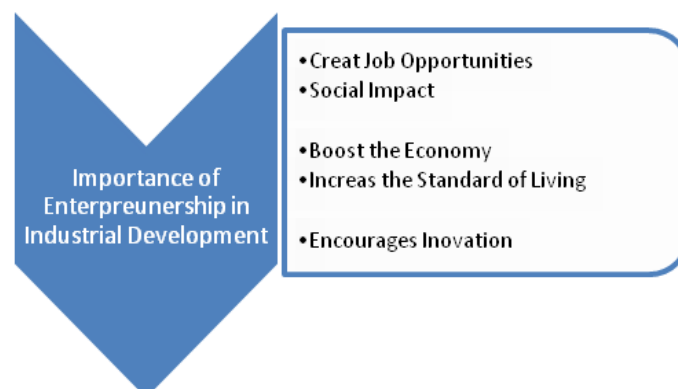 Importance of
Enterpreunership in
Industrial Development
•Creat Job Opportunities
•Social Impact
•Boost the Economy
•Increas the Standard of Living
•Encourages Inovation